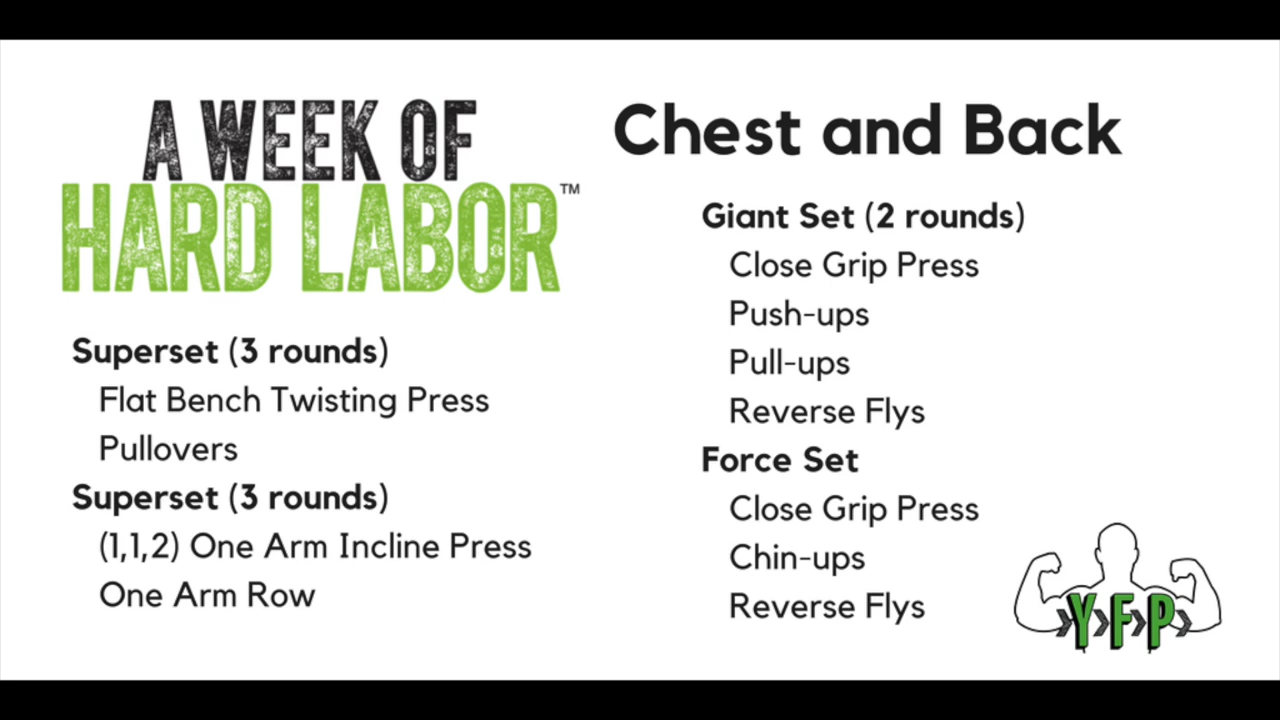 A WEEK OF
HARD LABOR™
Superset (3 rounds)
Flat Bench Twisting Press
Pullovers
Superset (3 rounds)
(1,1,2) One Arm Incline Press
One Arm Row
Chest and Back
Giant Set (2 rounds)
Close Grip Press
Push-ups
Pull-ups
Reverse Flys
Force Set
Close Grip Press
Chin-ups
Reverse Flys
Y F P